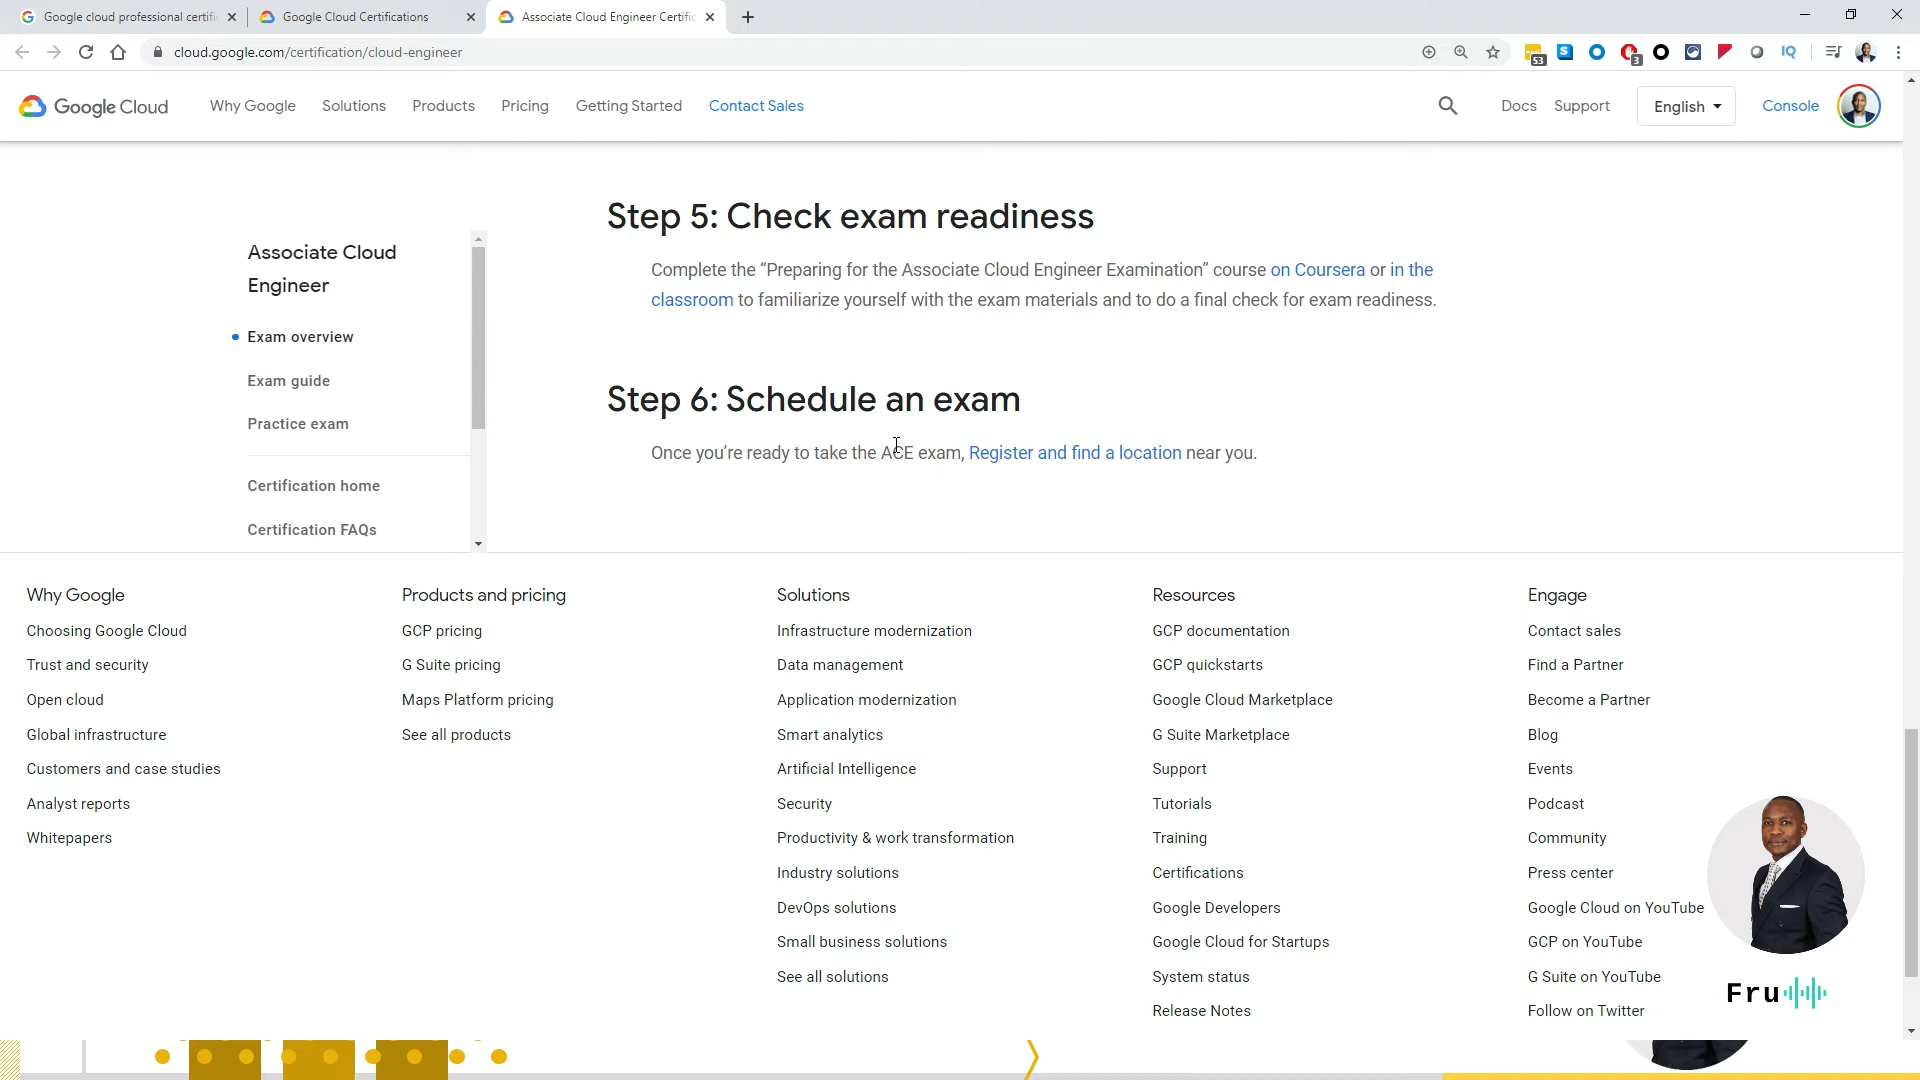 Google cloud professional certifi
Google Cloud Certifications
Associate Cloud Engineer Certific
cloud.google.com/certification/cloud-engineer
53
3
IQ
Google Cloud
Why Google
Solutions
Products
Pricing
Getting Started
Contact Sales
Docs
Support
English
Console
Associate Cloud
Engineer
Exam overview
Exam guide
Practice exam
Certification home
Certification FAQs
Step 5: Check exam readiness
Complete the “Preparing for the Associate Cloud Engineer Examination” course on Coursera or in the
classroom to familiarize yourself with the exam materials and to do a final check for exam readiness.
Step 6: Schedule an exam
Once you’re ready to take the ACE exam, Register and find a location near you.
Why Google
Choosing Google Cloud
Trust and security
Open cloud
Global infrastructure
Customers and case studies
Analyst reports
Whitepapers
Products and pricing
GCP pricing
G Suite pricing
Maps Platform pricing
See all products
Solutions
Infrastructure modernization
Data management
Application modernization
Smart analytics
Artificial Intelligence
Security
Productivity & work transformation
Industry solutions
DevOps solutions
Small business solutions
See all solutions
Resources
GCP documentation
GCP quickstarts
Google Cloud Marketplace
G Suite Marketplace
Support
Tutorials
Training
Certifications
Google Developers
Google Cloud for Startups
System status
Release Notes
Engage
Contact sales
Find a Partner
Become a Partner
Blog
Events
Podcast
Community
Press center
Google Cloud on YouTube
GCP on YouTube
G Suite on YouTube
Follow on Twitter
Fru